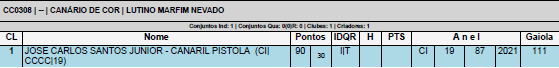 CC0308 | -- | CANÁRIO DE COR | LUTINO MARFIM NEVADO
Conjuntos Ind: 1 | Conjuntos Qua: 0(0)R: 0 | Clubes: 1 | Criadores: 1
CL Nome Pontos IDQR H PTS A n e l Gaiola
1 JOSE CARLOS SANTOS JUNIOR - CANARIL PISTOLA (CI| 90 30 I|T CI 19 87 2021 111
CCCC|19)